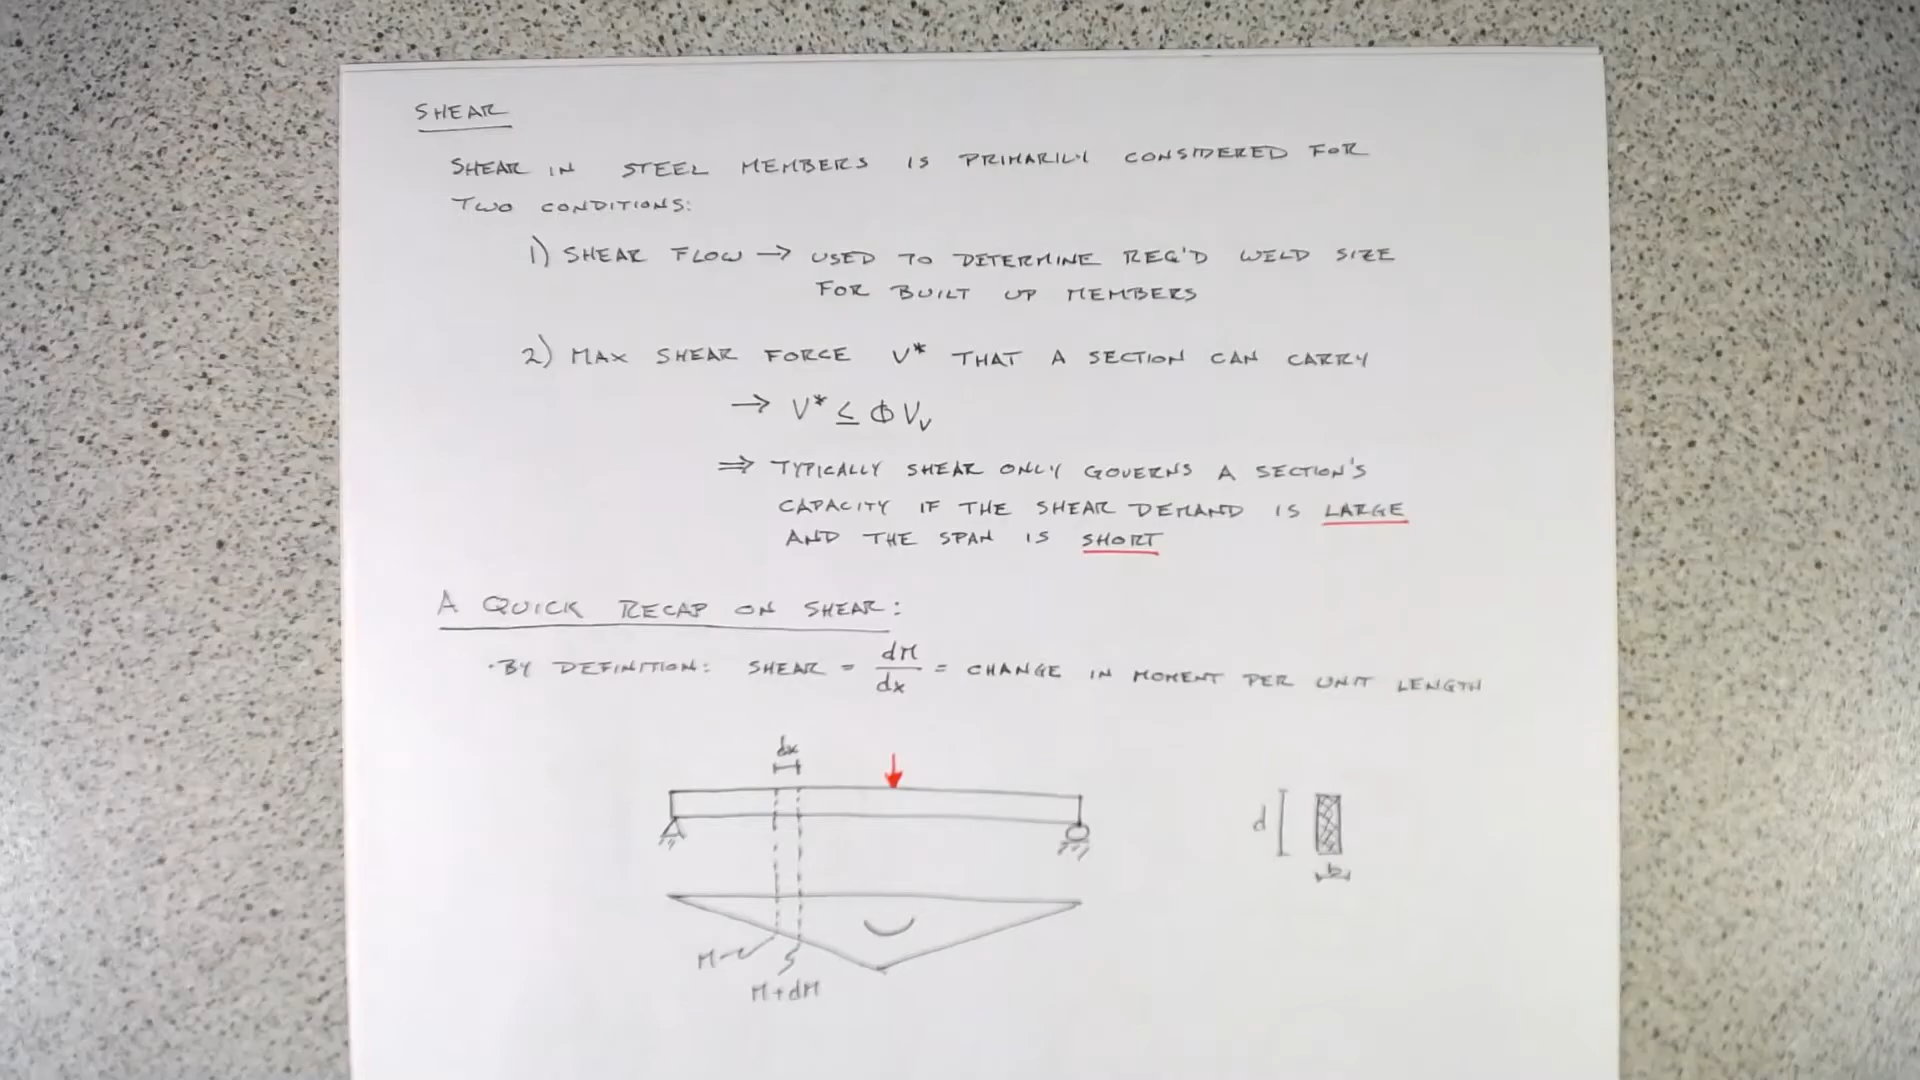 SHEAR
SHEAR IN STEEL MEMBERS IS PRIMARILY CONSIDERED FOR
TWO CONDITIONS:
1) SHEAR FLOW → USED TO DETERMINE REQ'D WELD SIZE
FOR BUILT UP MEMBERS
2) MAX SHEAR FORCE V* THAT A SECTION CAN CARRY
→ V* ≤ ϕVᵥ
⇒ TYPICALLY SHEAR ONLY GOVERNS A SECTION'S
CAPACITY IF THE SHEAR DEMAND IS LARGE
AND THE SPAN IS SHORT
A QUICK RECAP ON SHEAR:
• BY DEFINITION: SHEAR = dM/dx = CHANGE IN MOMENT PER UNIT LENGTH
dx
d
b
M
M+dM